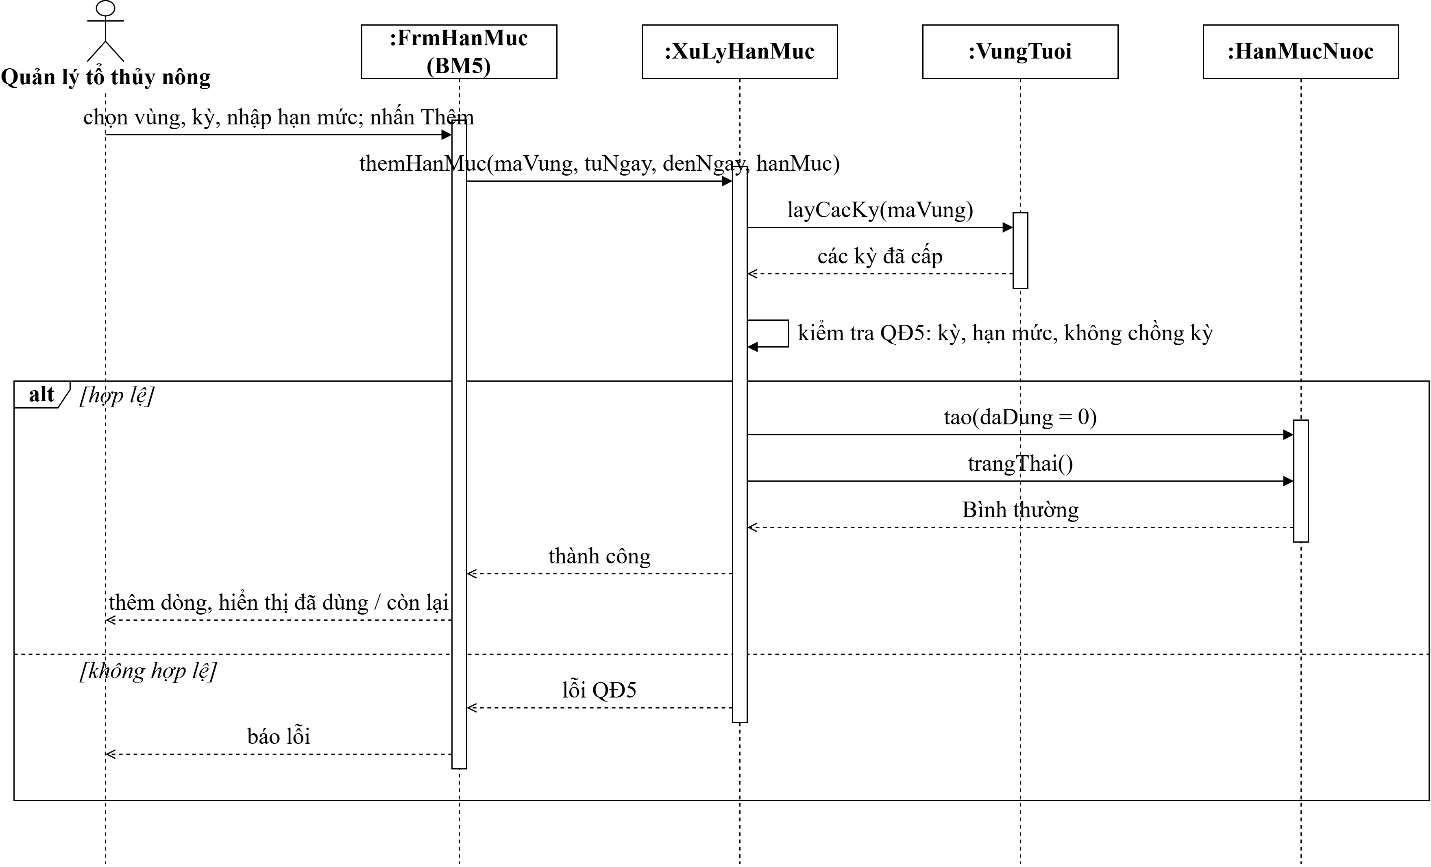 :FrmHanMuc
(BM5)
:XuLyHanMuc
:VungTuoi
:HanMucNuoc
Quản lý tổ thủy nông
chọn vùng, kỳ, nhập hạn mức; nhấn Thêm
themHanMuc(maVung, tuNgay, denNgay, hanMuc)
layCacKy(maVung)
các kỳ đã cấp
kiểm tra QĐ5: kỳ, hạn mức, không chồng kỳ
alt
[hợp lệ]
tao(daDung = 0)
trangThai()
Bình thường
thành công
thêm dòng, hiển thị đã dùng / còn lại
[không hợp lệ]
lỗi QĐ5
báo lỗi